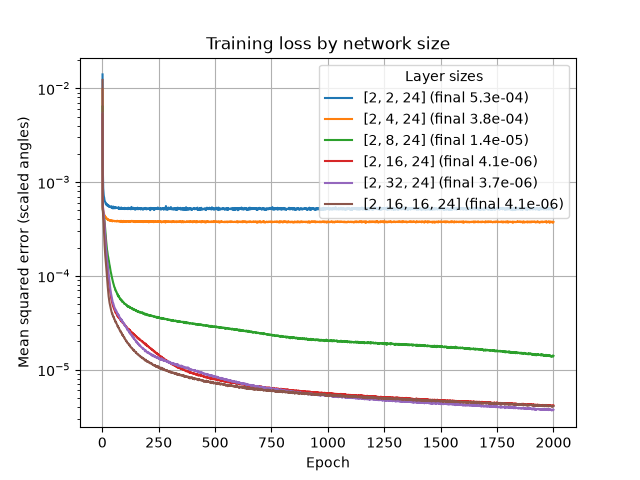 Training loss by network size
Layer sizes
[2, 2, 24] (final 5.3e-04)
[2, 4, 24] (final 3.8e-04)
[2, 8, 24] (final 1.4e-05)
[2, 16, 24] (final 4.1e-06)
[2, 32, 24] (final 3.7e-06)
[2, 16, 16, 24] (final 4.1e-06)
Mean squared error (scaled angles)
10⁻²
10⁻³
10⁻⁴
10⁻⁵
0 250 500 750 1000 1250 1500 1750 2000
Epoch